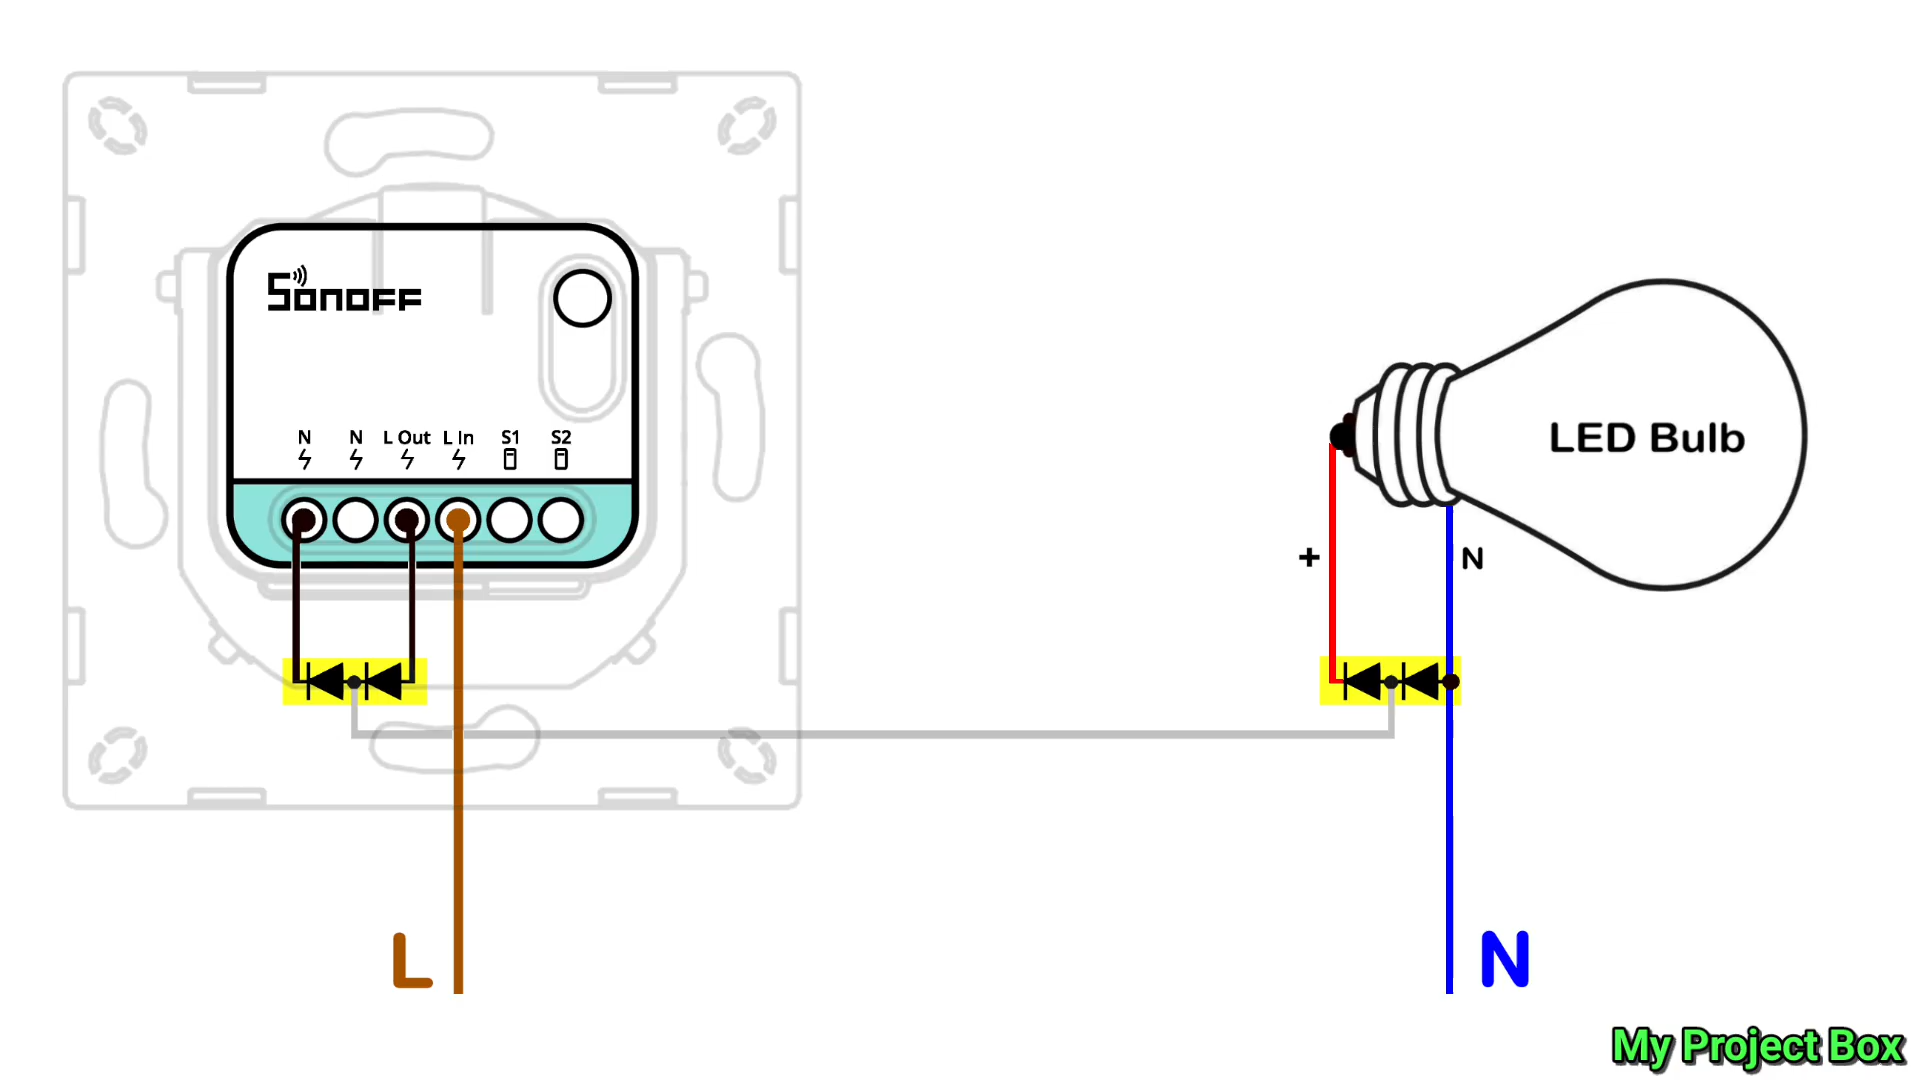 SONOFF
N N L Out L In S1 S2
LED Bulb
+ N
L N
My Project Box